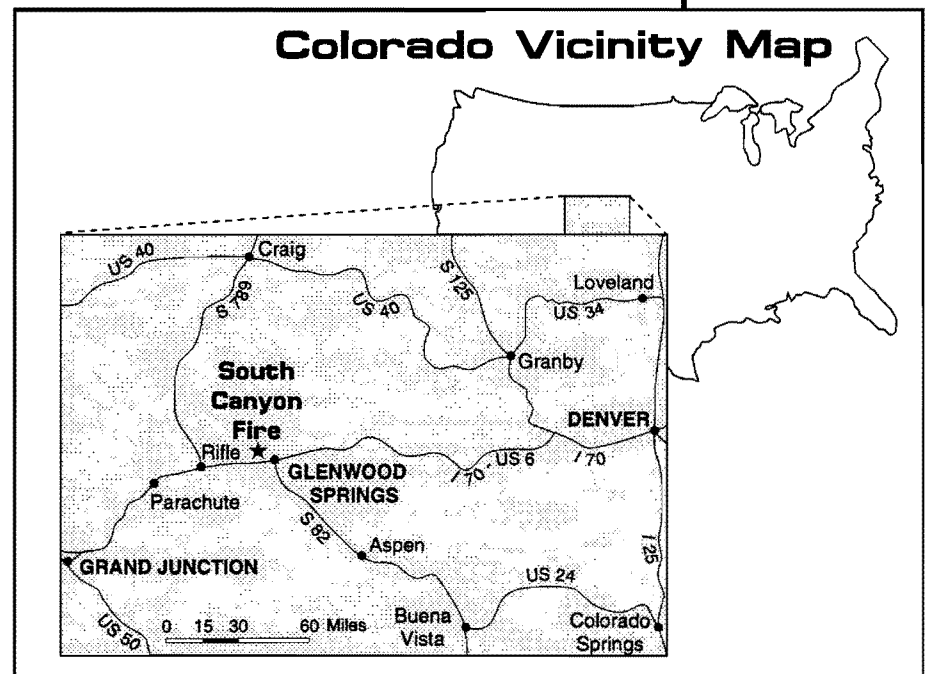 Colorado Vicinity Map
US 40
Craig
S 789
US 40
S 125
Loveland
US 34
Granby
South
Canyon
Fire
DENVER
Rifle
GLENWOOD
SPRINGS
I 70 - US 6
I 70
Parachute
S 82
Aspen
I 25
GRAND JUNCTION
US 24
US 50
0 15 30 60 Miles
Buena
Vista
Colorado
Springs